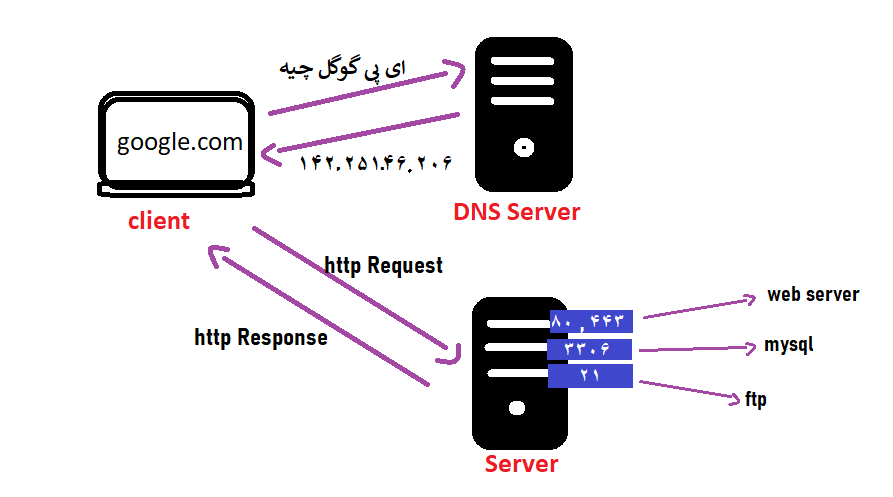 ای پی گوگل چیه
google.com
۱۴۲.۲۵۱.۴۶.۲۰۶
client
DNS Server
http Request
http Response
۸۰,۴۴۳
web server
۳۳۰۶
mysql
۲۱
ftp
Server